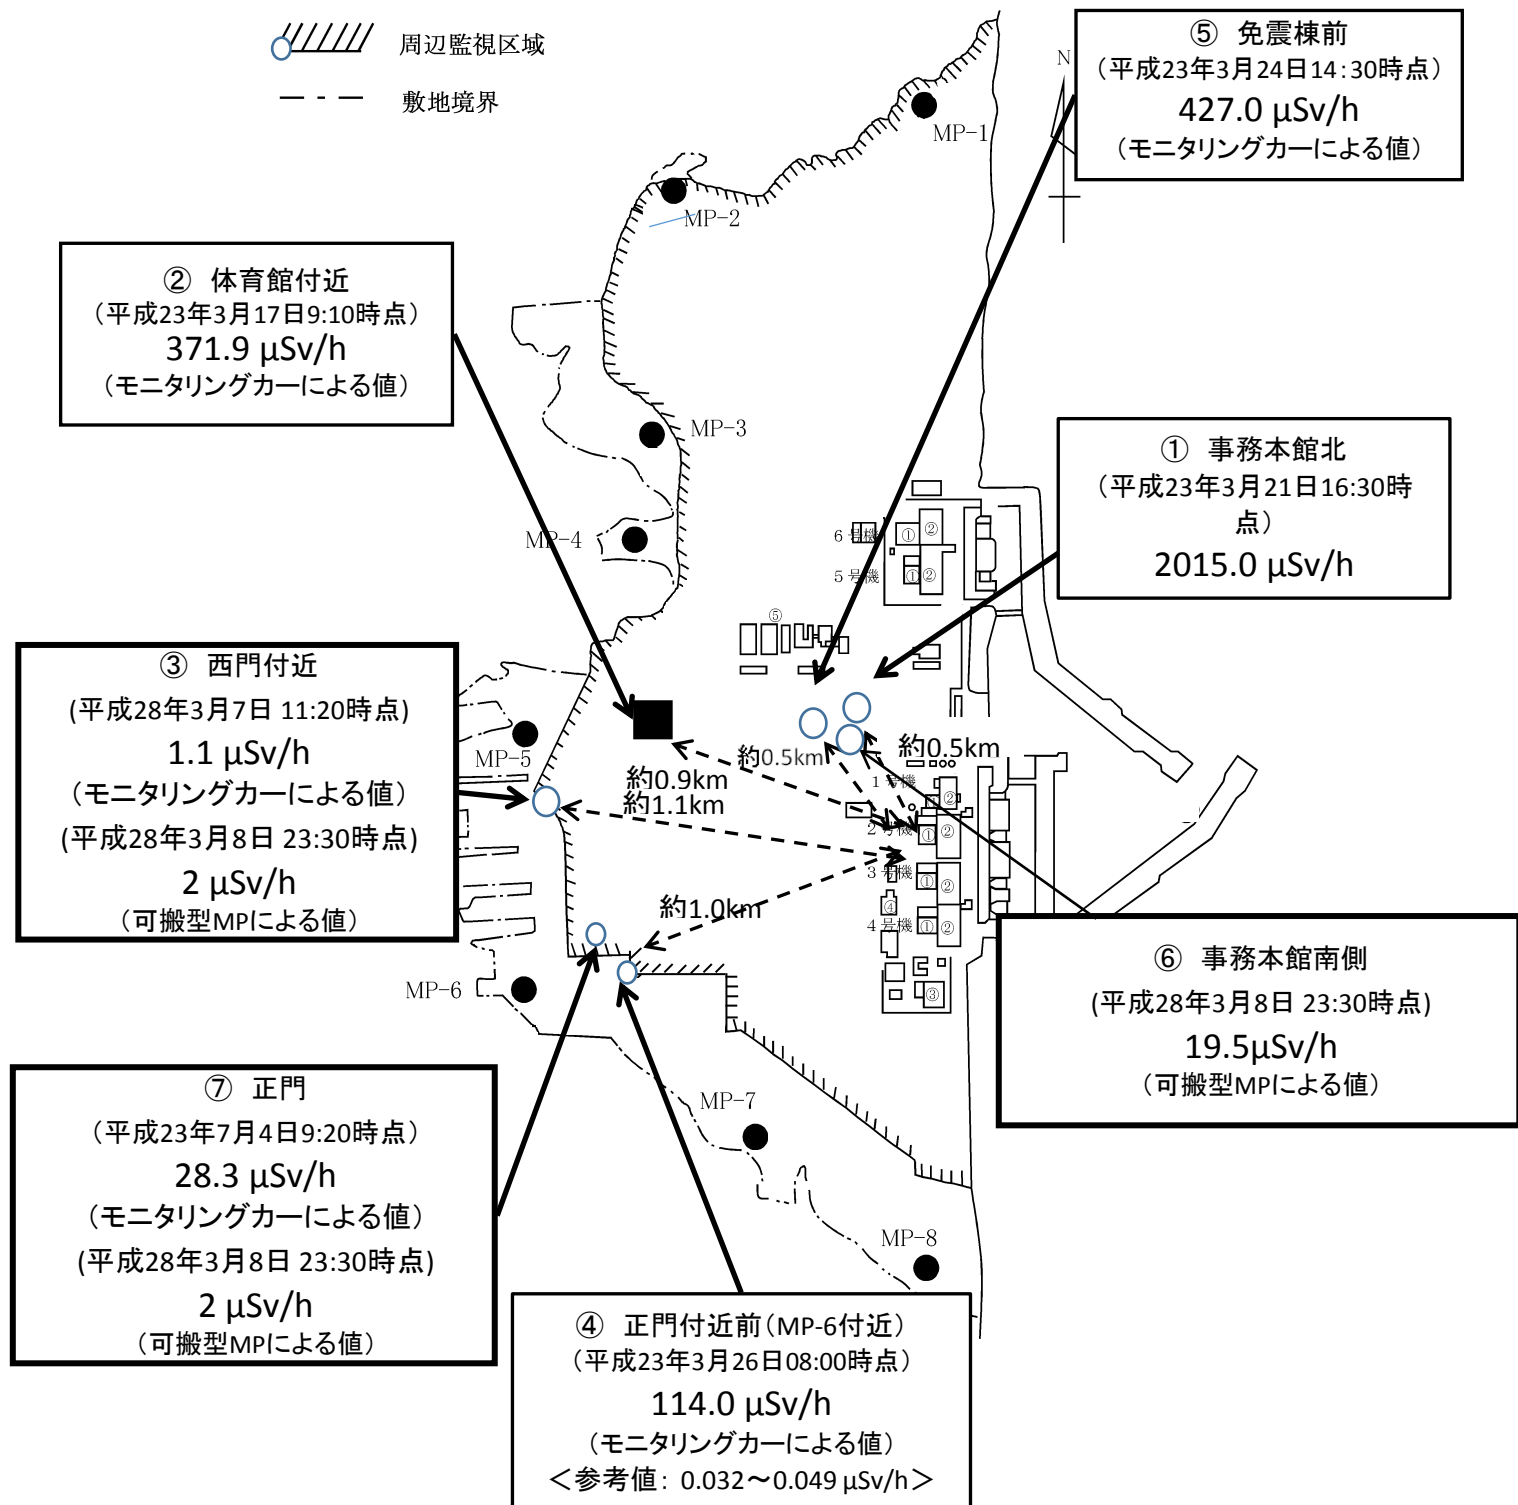 周辺監視区域
敷地境界
⑤ 免震棟前
（平成23年3月24日14：30時点）
427.0 μSv/h
（モニタリングカーによる値）
N
MP-1
MP-2
② 体育館付近
（平成23年3月17日9:10時点）
371.9 μSv/h
（モニタリングカーによる値）
MP-3
① 事務本館北
（平成23年3月21日16:30時
点）
2015.0 μSv/h
MP-4
6号機
①
②
5号機
①
②
⑤
③ 西門付近
(平成28年3月7日 11:20時点)
1.1 μSv/h
（モニタリングカーによる値）
(平成28年3月8日 23:30時点)
2 μSv/h
（可搬型MPによる値）
MP-5
約0.5km
約0.5km
約0.9km
約1.1km
1号機
①
②
2号機
①
②
3号機
①
②
④
4号機
①
②
約1.0km
③
MP-6
⑥ 事務本館南側
(平成28年3月8日 23:30時点)
19.5μSv/h
（可搬型MPによる値）
⑦ 正門
（平成23年7月4日9:20時点）
28.3 μSv/h
（モニタリングカーによる値）
(平成28年3月8日 23:30時点)
2 μSv/h
（可搬型MPによる値）
MP-7
MP-8
④ 正門付近前（MP-6付近）
（平成23年3月26日08:00時点）
114.0 μSv/h
（モニタリングカーによる値）
＜参考値： 0.032～0.049 μSv/h＞